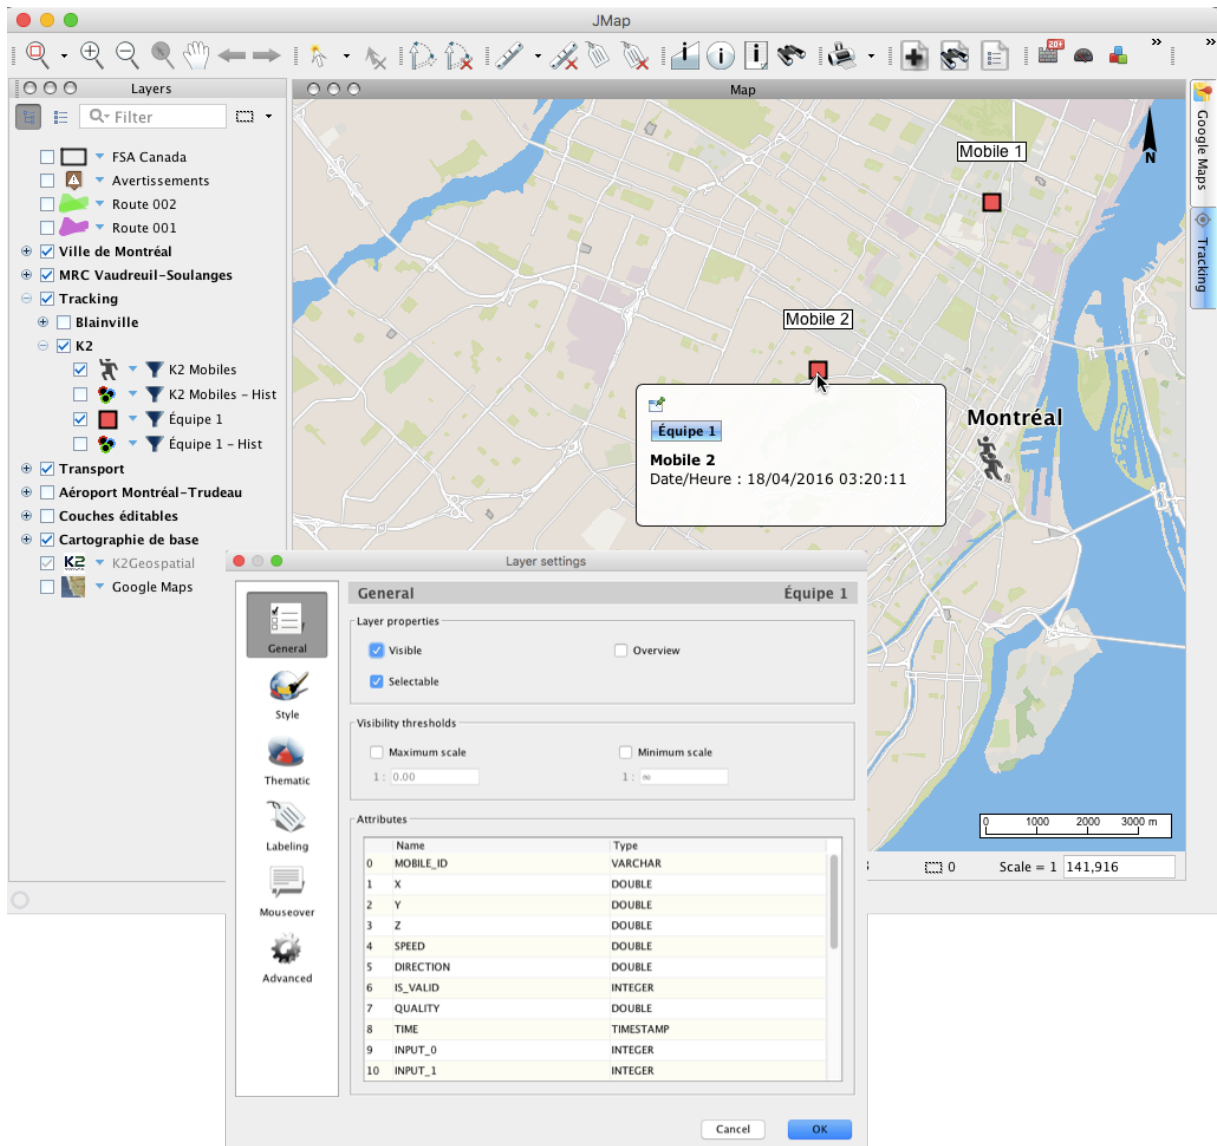 JMap
20+
»
»
Layers
Filter
FSA Canada
Avertissements
Route 002
Route 001
Ville de Montréal
MRC Vaudreuil-Soulanges
Tracking
Blainville
K2
K2 Mobiles
K2 Mobiles - Hist
Équipe 1
Équipe 1 - Hist
Transport
Aéroport Montréal-Trudeau
Couches éditables
Cartographie de base
K2 K2Geospatial
Google Maps
Map
Mobile 1
N
Mobile 2
Équipe 1
Mobile 2
Date/Heure : 18/04/2016 03:20:11
Montréal
0 1000 2000 3000 m
0 Scale = 1 141,916
Google Maps
Tracking
Layer settings
General
Style
Thematic
Labeling
Mouseover
Advanced
General Équipe 1
Layer properties
Visible Overview
Selectable
Visibility thresholds
Maximum scale Minimum scale
1 : 0.00 1 : ∞
Attributes
Name Type
0 MOBILE_ID VARCHAR
1 X DOUBLE
2 Y DOUBLE
3 Z DOUBLE
4 SPEED DOUBLE
5 DIRECTION DOUBLE
6 IS_VALID INTEGER
7 QUALITY DOUBLE
8 TIME TIMESTAMP
9 INPUT_0 INTEGER
10 INPUT_1 INTEGER
Cancel OK